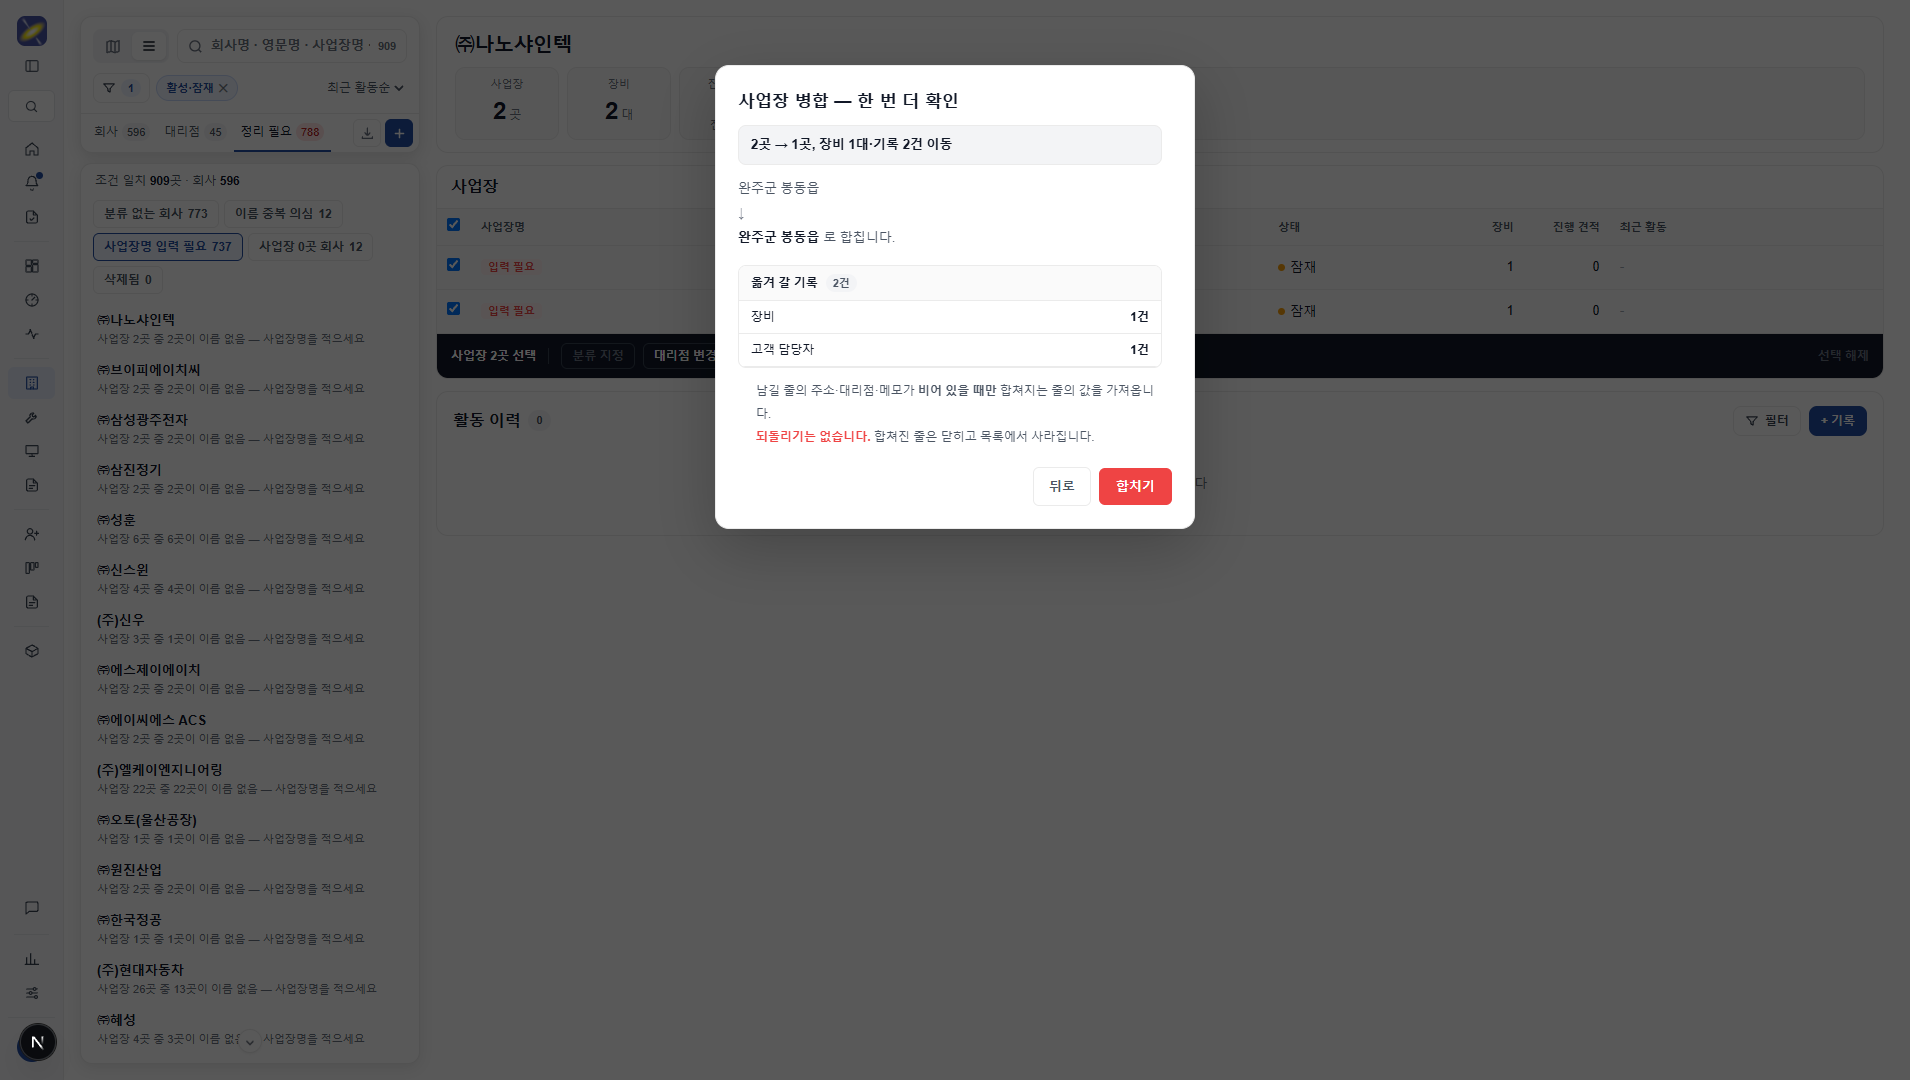 회사명 · 영문명 · 사업장명 · 909
1 활성·잠재 최근 활동순
회사 596 대리점 45 정리 필요 788
조건 일치 909곳 · 회사 596
분류 없는 회사 773 이름 중복 의심 12
사업장명 입력 필요 737 사업장 0곳 회사 12
삭제됨 0
㈜나노샤인텍
사업장 2곳 중 2곳이 이름 없음 — 사업장명을 적으세요
㈜브이피에이치씨
사업장 2곳 중 2곳이 이름 없음 — 사업장명을 적으세요
㈜삼성광주전자
사업장 2곳 중 2곳이 이름 없음 — 사업장명을 적으세요
㈜삼진정기
사업장 2곳 중 2곳이 이름 없음 — 사업장명을 적으세요
㈜성훈
사업장 6곳 중 6곳이 이름 없음 — 사업장명을 적으세요
㈜신스윈
사업장 4곳 중 4곳이 이름 없음 — 사업장명을 적으세요
(주)신우
사업장 3곳 중 1곳이 이름 없음 — 사업장명을 적으세요
㈜에스제이에이치
사업장 2곳 중 2곳이 이름 없음 — 사업장명을 적으세요
㈜에이씨에스 ACS
사업장 2곳 중 2곳이 이름 없음 — 사업장명을 적으세요
(주)엘케이엔지니어링
사업장 22곳 중 22곳이 이름 없음 — 사업장명을 적으세요
㈜오토(울산공장)
사업장 1곳 중 1곳이 이름 없음 — 사업장명을 적으세요
㈜원진산업
사업장 2곳 중 2곳이 이름 없음 — 사업장명을 적으세요
㈜한국정공
사업장 1곳 중 1곳이 이름 없음 — 사업장명을 적으세요
(주)현대자동차
사업장 26곳 중 13곳이 이름 없음 — 사업장명을 적으세요
㈜혜성
사업장 4곳 중 3곳이 이름 없음 — 사업장명을 적으세요
N
㈜나노샤인텍
사업장 장비
2 곳 2 대
사업장
사업장명 상태 장비 진행 견적 최근 활동
입력 필요 잠재 1 0 -
입력 필요 잠재 1 0 -
사업장 2곳 선택 분류 지정 대리점 변경 선택 해제
활동 이력 0 필터 + 기록
다
사업장 병합 — 한 번 더 확인
2곳 → 1곳, 장비 1대·기록 2건 이동
완주군 봉동읍
↓
완주군 봉동읍 로 합칩니다.
옮겨 갈 기록 2건
장비 1건
고객 담당자 1건
남길 줄의 주소·대리점·메모가 비어 있을 때만 합쳐지는 줄의 값을 가져옵니
다.
되돌리기는 없습니다. 합쳐진 줄은 닫히고 목록에서 사라집니다.
뒤로 합치기